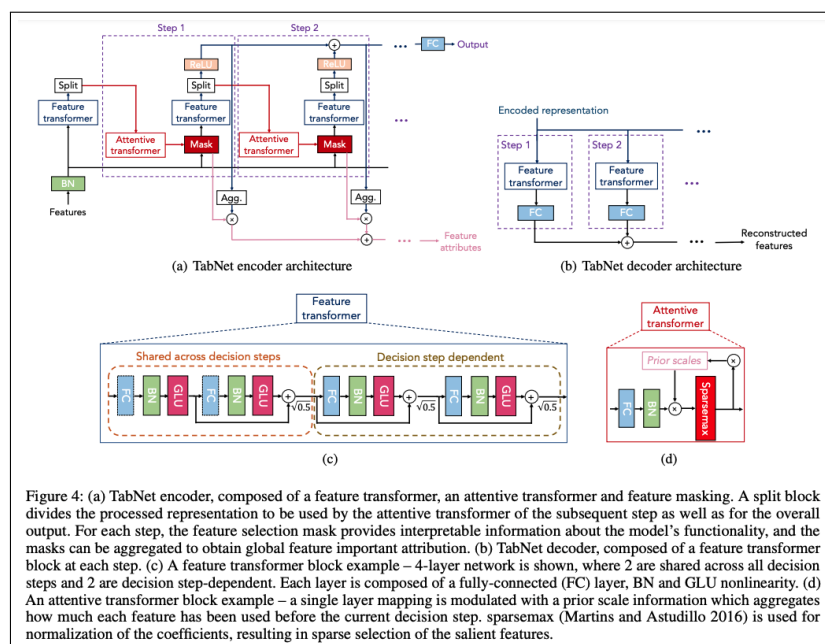 Step 1
Step 2
FC
Output
ReLU
ReLU
Split
Split
Split
Feature
transformer
Feature
transformer
Feature
transformer
Attentive
transformer
Mask
Attentive
transformer
Mask
BN
Features
Agg.
Agg.
Feature
attributes
(a) TabNet encoder architecture
Encoded representation
Step 1
Step 2
Feature
transformer
Feature
transformer
FC
FC
Reconstructed
features
(b) TabNet decoder architecture
Feature
transformer
Shared across decision steps
Decision step dependent
FC
BN
GLU
FC
BN
GLU
√0.5
FC
BN
GLU
√0.5
FC
BN
GLU
√0.5
(c)
Attentive
transformer
Prior scales
FC
BN
Sparsemax
(d)
Figure 4: (a) TabNet encoder, composed of a feature transformer, an attentive transformer and feature masking. A split block
divides the processed representation to be used by the attentive transformer of the subsequent step as well as for the overall
output. For each step, the feature selection mask provides interpretable information about the model's functionality, and the
masks can be aggregated to obtain global feature important attribution. (b) TabNet decoder, composed of a feature transformer
block at each step. (c) A feature transformer block example – 4-layer network is shown, where 2 are shared across all decision
steps and 2 are decision step-dependent. Each layer is composed of a fully-connected (FC) layer, BN and GLU nonlinearity. (d)
An attentive transformer block example – a single layer mapping is modulated with a prior scale information which aggregates
how much each feature has been used before the current decision step. sparsemax (Martins and Astudillo 2016) is used for
normalization of the coefficients, resulting in sparse selection of the salient features.